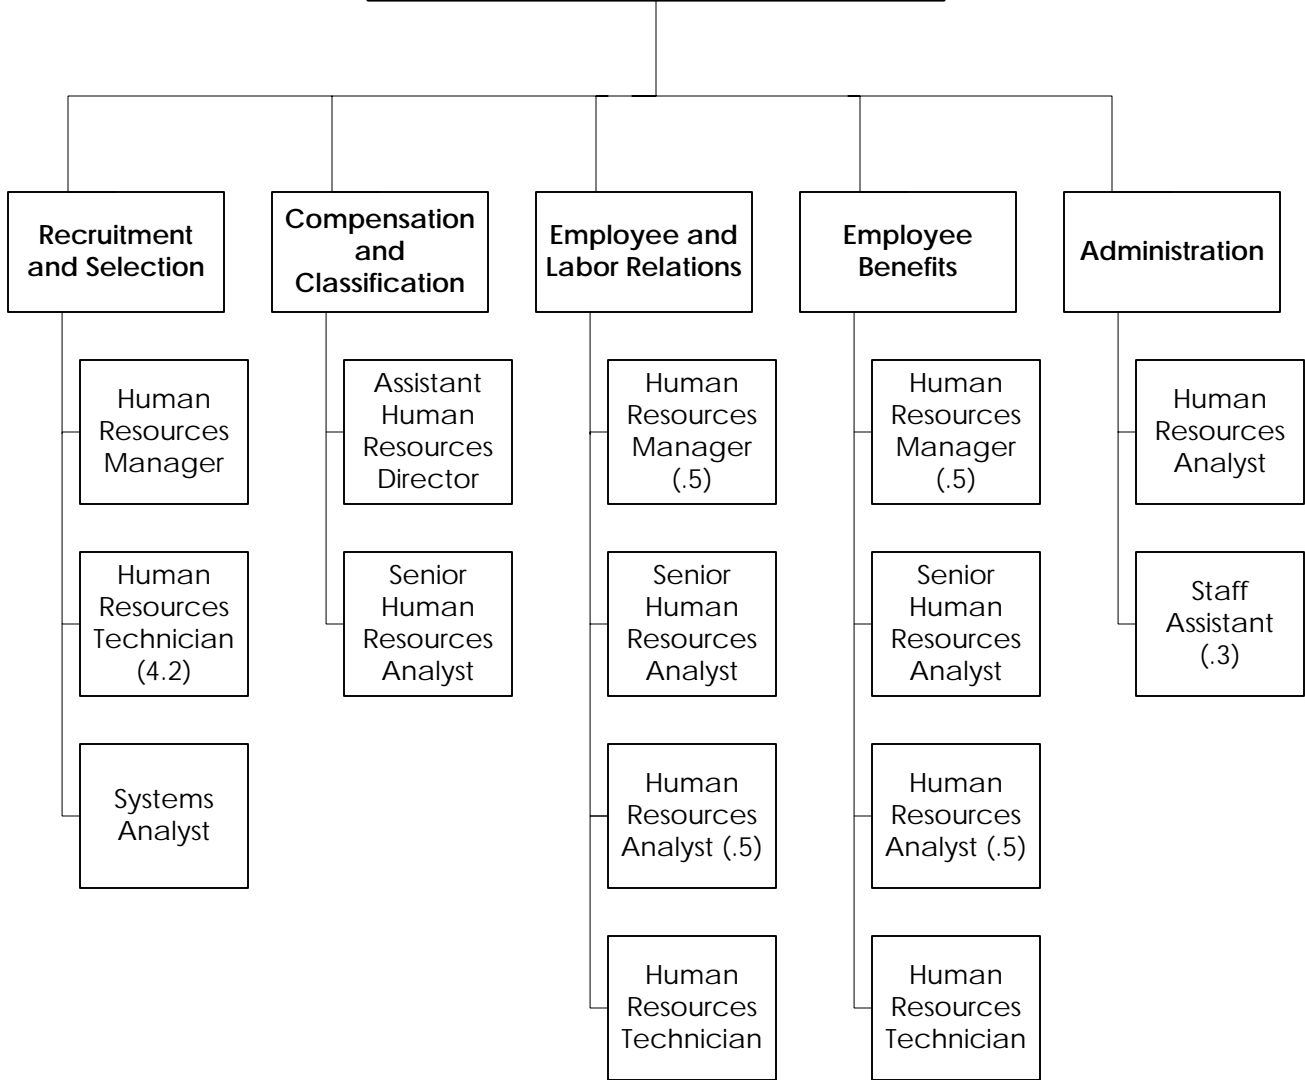 Recruitment
and Selection
Compensation
and
Classification
Employee and
Labor Relations
Employee
Benefits
Administration
Human
Resources
Manager
Assistant
Human
Resources
Director
Human
Resources
Manager
(.5)
Human
Resources
Manager
(.5)
Human
Resources
Analyst
Human
Resources
Technician
(4.2)
Senior
Human
Resources
Analyst
Senior
Human
Resources
Analyst
Senior
Human
Resources
Analyst
Staff
Assistant
(.3)
Systems
Analyst
Human
Resources
Analyst (.5)
Human
Resources
Analyst (.5)
Human
Resources
Technician
Human
Resources
Technician